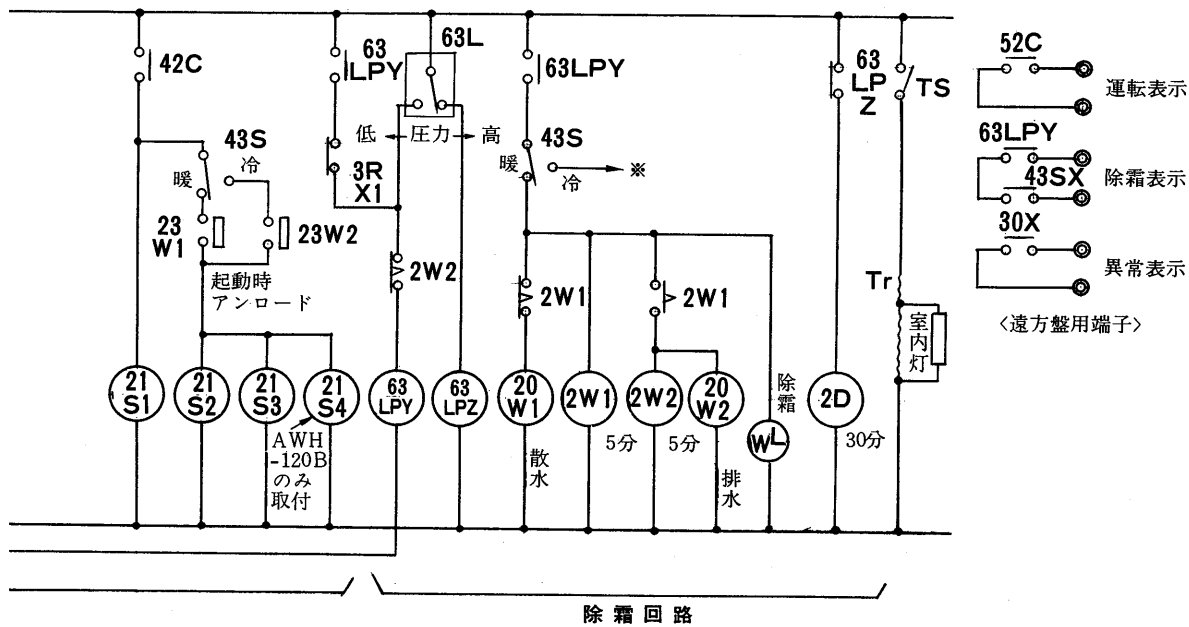 42C
63
LPY
63L
63LPY
63
LP
Z
TS
52C
運転表示
63LPY
43SX
除霜表示
30X
異常表示
〈遠方盤用端子〉
43S
暖
冷
23
W1
23W2
起動時
アンロード
低
圧力
高
3R
X1
2W2
43S
暖
冷
※
2W1
2W1
Tr
室内灯
21
S1
21
S2
21
S3
21
S4
63
LPY
63
LPZ
20
W1
2W1
5分
2W2
5分
20
W2
除霜
WL
2D
30分
AWH
-120B
のみ
取付
散水
排水
除霜回路